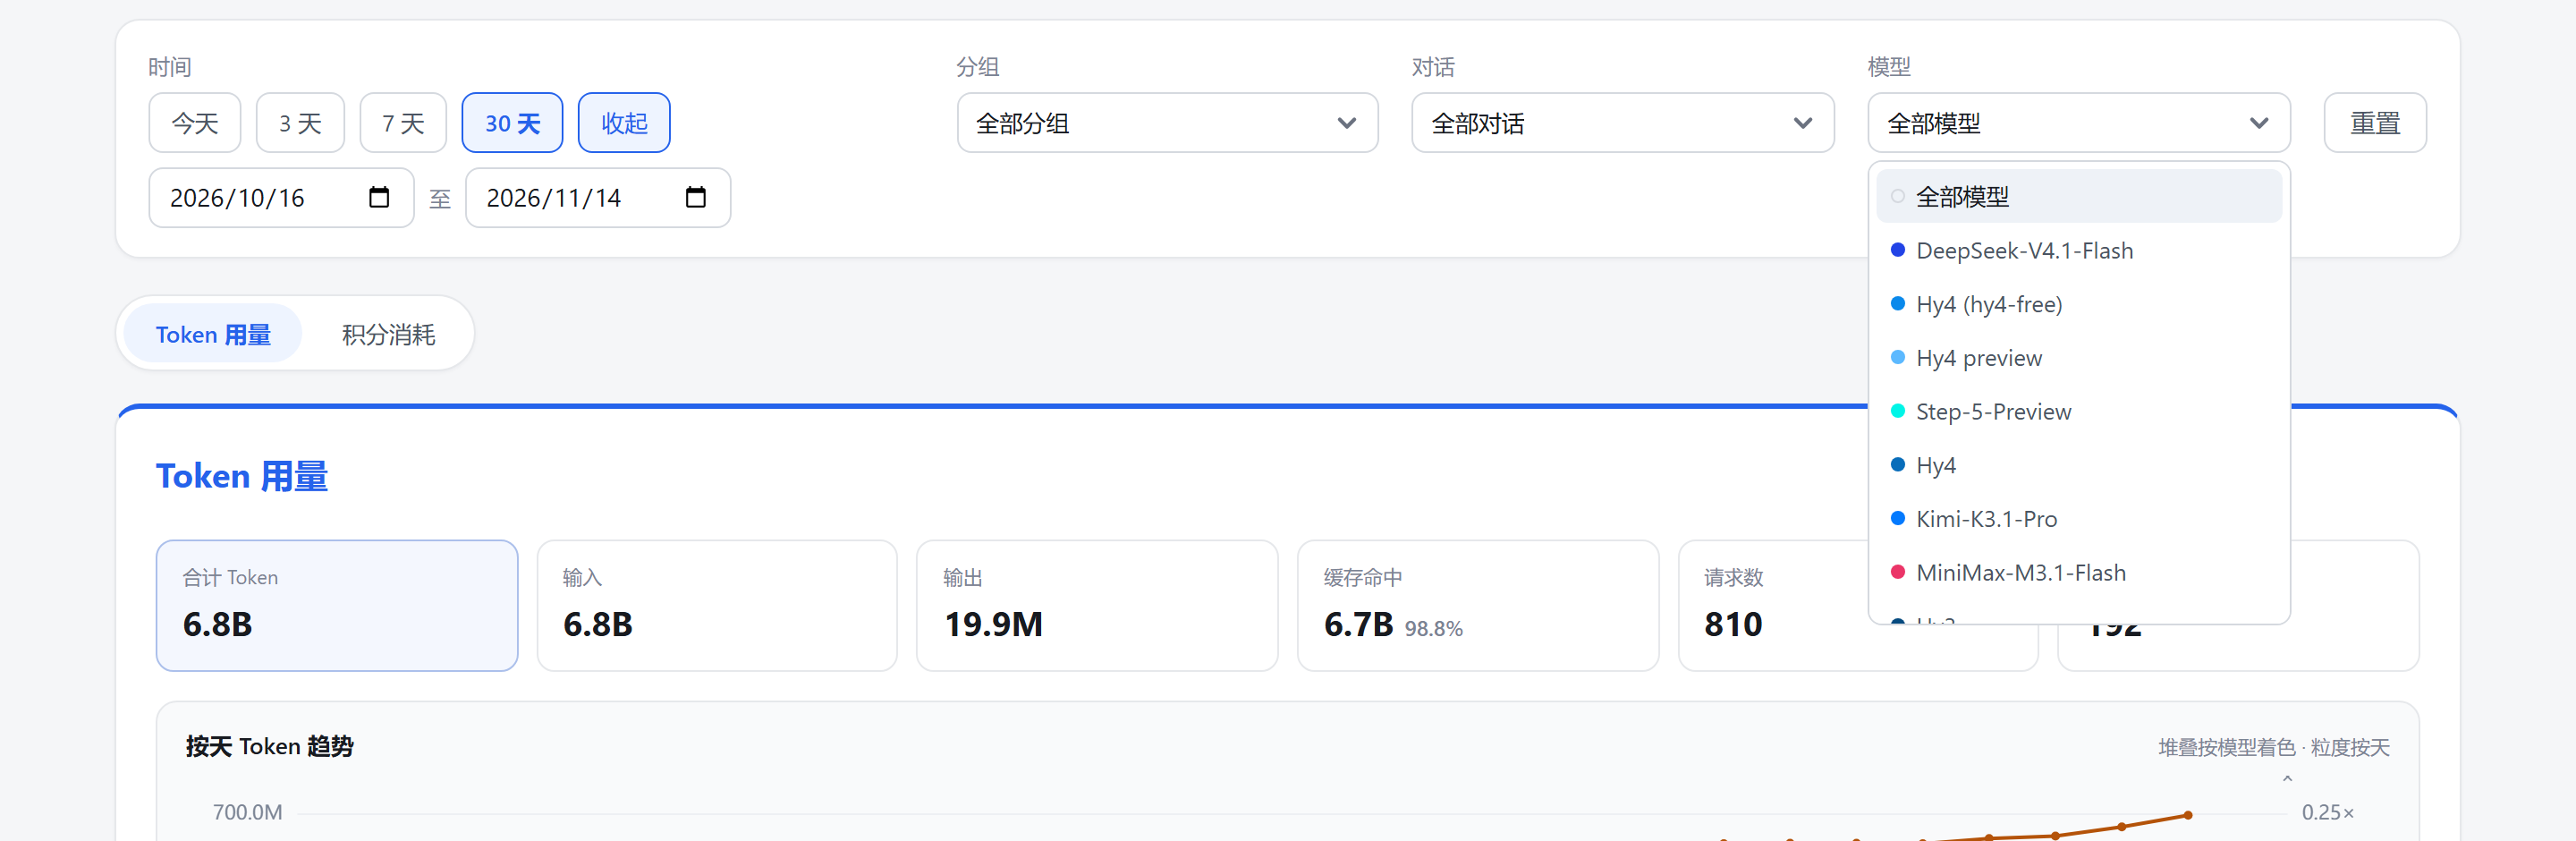 时间
今天
3 天
7 天
30 天
收起
2026/10/16 至 2026/11/14
分组
全部分组
对话
全部对话
模型
全部模型
重置
全部模型
DeepSeek-V4.1-Flash
Hy4 (hy4-free)
Hy4 preview
Step-5-Preview
Hy4
Kimi-K3.1-Pro
MiniMax-M3.1-Flash
Token 用量
积分消耗
Token 用量
合计 Token
6.8B
输入
6.8B
输出
19.9M
缓存命中
6.7B 98.8%
请求数
810
按天 Token 趋势
堆叠按模型着色 · 粒度按天
700.0M
0.25×